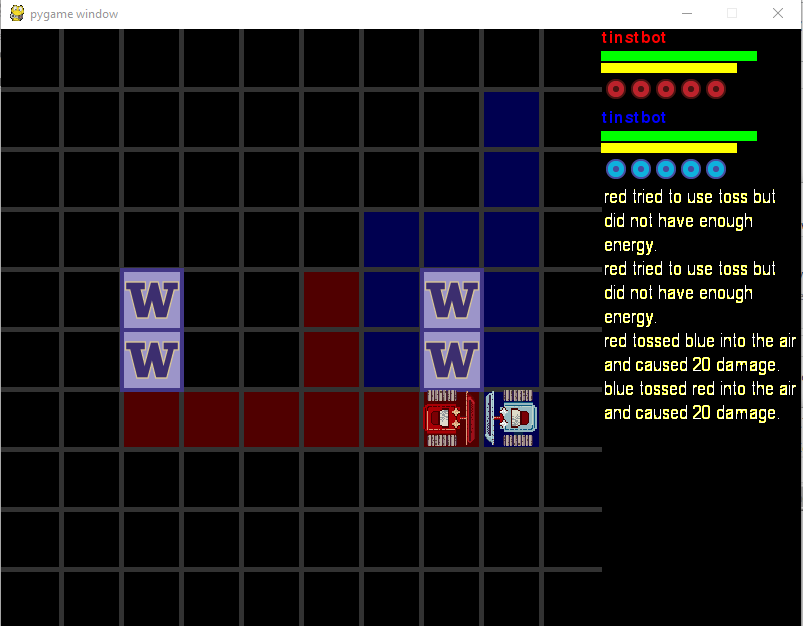 pygame window
tinstbot
tinstbot
red tried to use toss but
did not have enough
energy.
red tried to use toss but
did not have enough
energy.
red tossed blue into the air
and caused 20 damage.
blue tossed red into the air
and caused 20 damage.
W W
W W